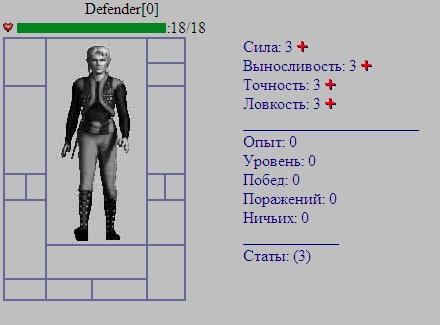 Defender[0]
:18/18
Сила: 3
Выносливость: 3
Точность: 3
Ловкость: 3
Опыт: 0
Уровень: 0
Побед: 0
Поражений: 0
Ничьих: 0
Статы: (3)